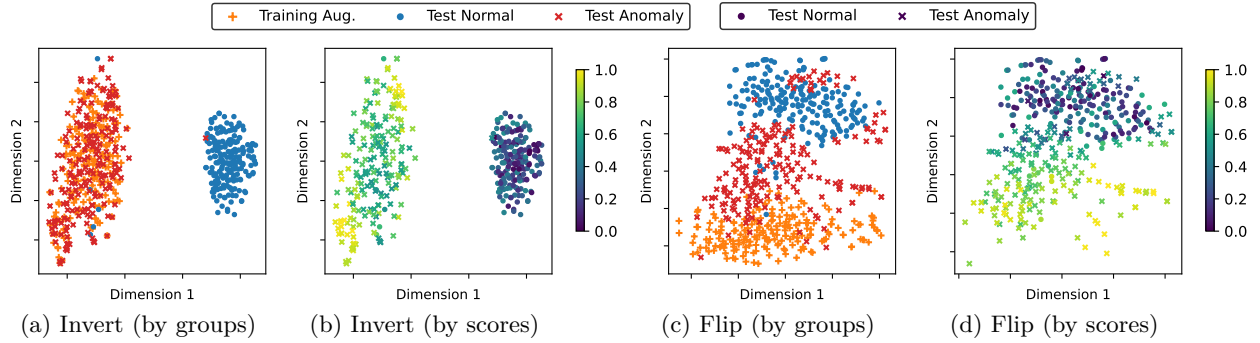 Training Aug. Test Normal Test Anomaly
Test Normal Test Anomaly
Dimension 2
Dimension 1
(a) Invert (by groups)
Dimension 2
Dimension 1
(b) Invert (by scores)
1.0
0.8
0.6
0.4
0.2
0.0
Dimension 2
Dimension 1
(c) Flip (by groups)
Dimension 2
Dimension 1
(d) Flip (by scores)
1.0
0.8
0.6
0.4
0.2
0.0